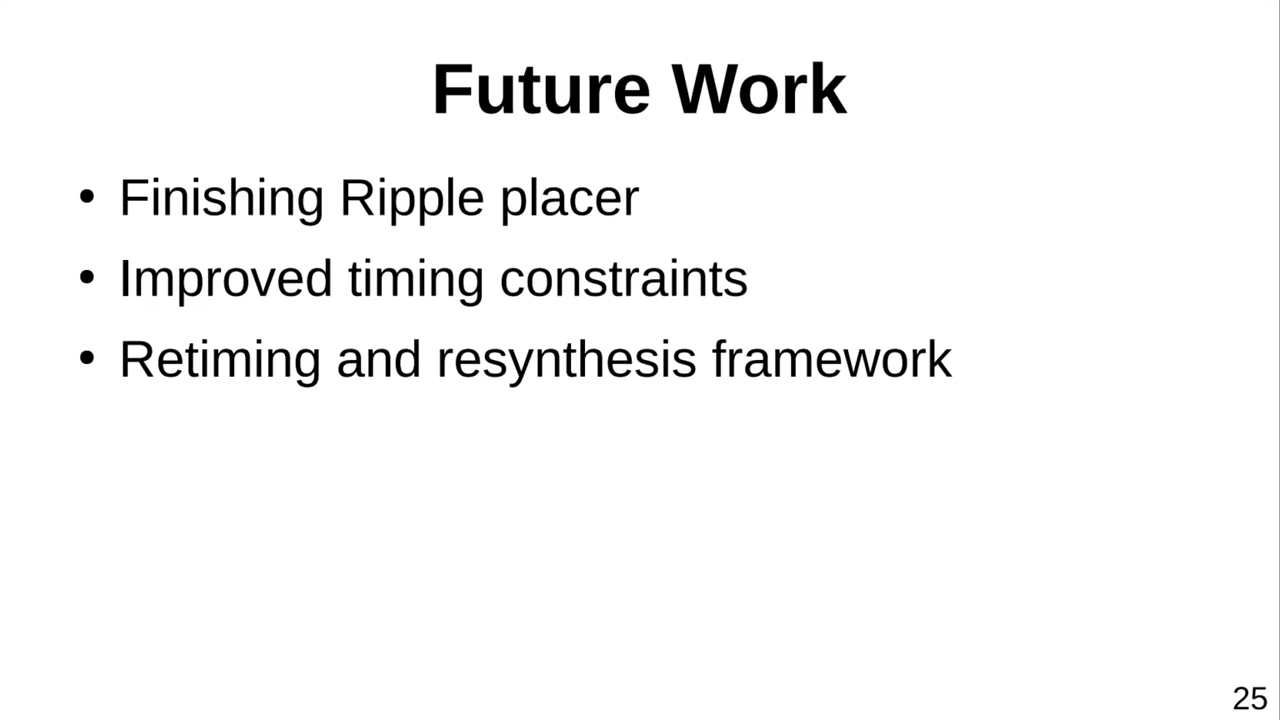 Future Work
• Finishing Ripple placer
• Improved timing constraints
• Retiming and resynthesis framework
25